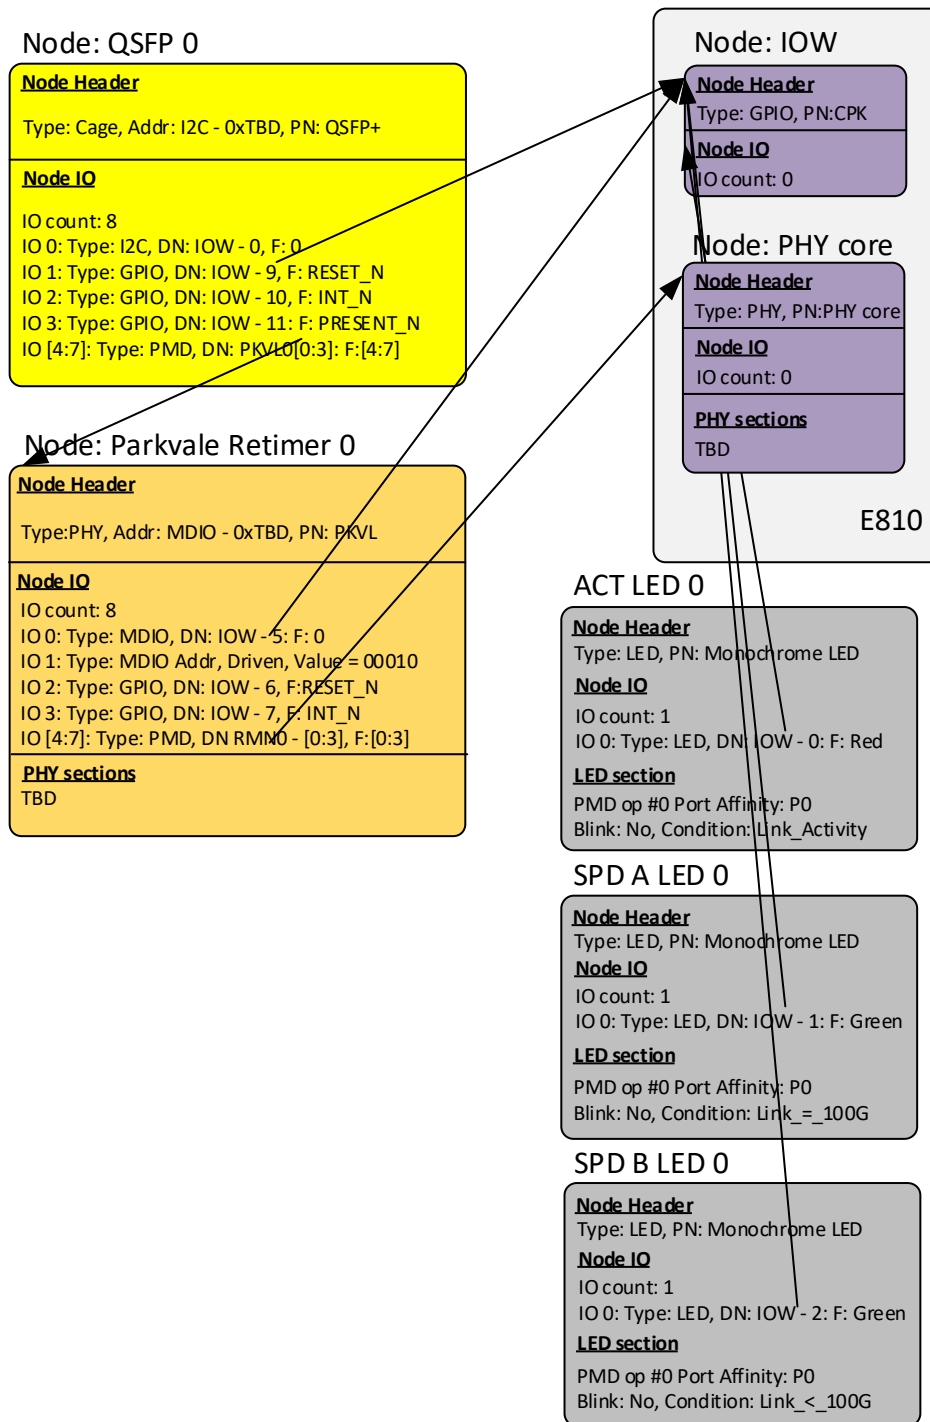 Node: QSFP 0
Node Header
Type: Cage, Addr: I2C - 0xTBD, PN: QSFP+
Node IO
IO count: 8
IO 0: Type: I2C, DN: IOW - 0, F: 0
IO 1: Type: GPIO, DN: IOW - 9, F: RESET_N
IO 2: Type: GPIO, DN: IOW - 10, F: INT_N
IO 3: Type: GPIO, DN: IOW - 11: F: PRESENT_N
IO [4:7]: Type: PMD, DN: PKVL0[0:3]: F:[4:7]
Node: Parkvale Retimer 0
Node Header
Type:PHY, Addr: MDIO - 0xTBD, PN: PKVL
Node IO
IO count: 8
IO 0: Type: MDIO, DN: IOW - 5: F: 0
IO 1: Type: MDIO Addr, Driven, Value = 00010
IO 2: Type: GPIO, DN: IOW - 6, F:RESET_N
IO 3: Type: GPIO, DN: IOW - 7, F: INT_N
IO [4:7]: Type: PMD, DN RMN0 - [0:3], F:[0:3]
PHY sections
TBD
Node: IOW
Node Header
Type: GPIO, PN:CPK
Node IO
IO count: 0
Node: PHY core
Node Header
Type: PHY, PN:PHY core
Node IO
IO count: 0
PHY sections
TBD
E810
ACT LED 0
Node Header
Type: LED, PN: Monochrome LED
Node IO
IO count: 1
IO 0: Type: LED, DN: IOW - 0: F: Red
LED section
PMD op #0 Port Affinity: P0
Blink: No, Condition: Link_Activity
SPD A LED 0
Node Header
Type: LED, PN: Monochrome LED
Node IO
IO count: 1
IO 0: Type: LED, DN: IOW - 1: F: Green
LED section
PMD op #0 Port Affinity: P0
Blink: No, Condition: Link_=_100G
SPD B LED 0
Node Header
Type: LED, PN: Monochrome LED
Node IO
IO count: 1
IO 0: Type: LED, DN: IOW - 2: F: Green
LED section
PMD op #0 Port Affinity: P0
Blink: No, Condition: Link_<_100G